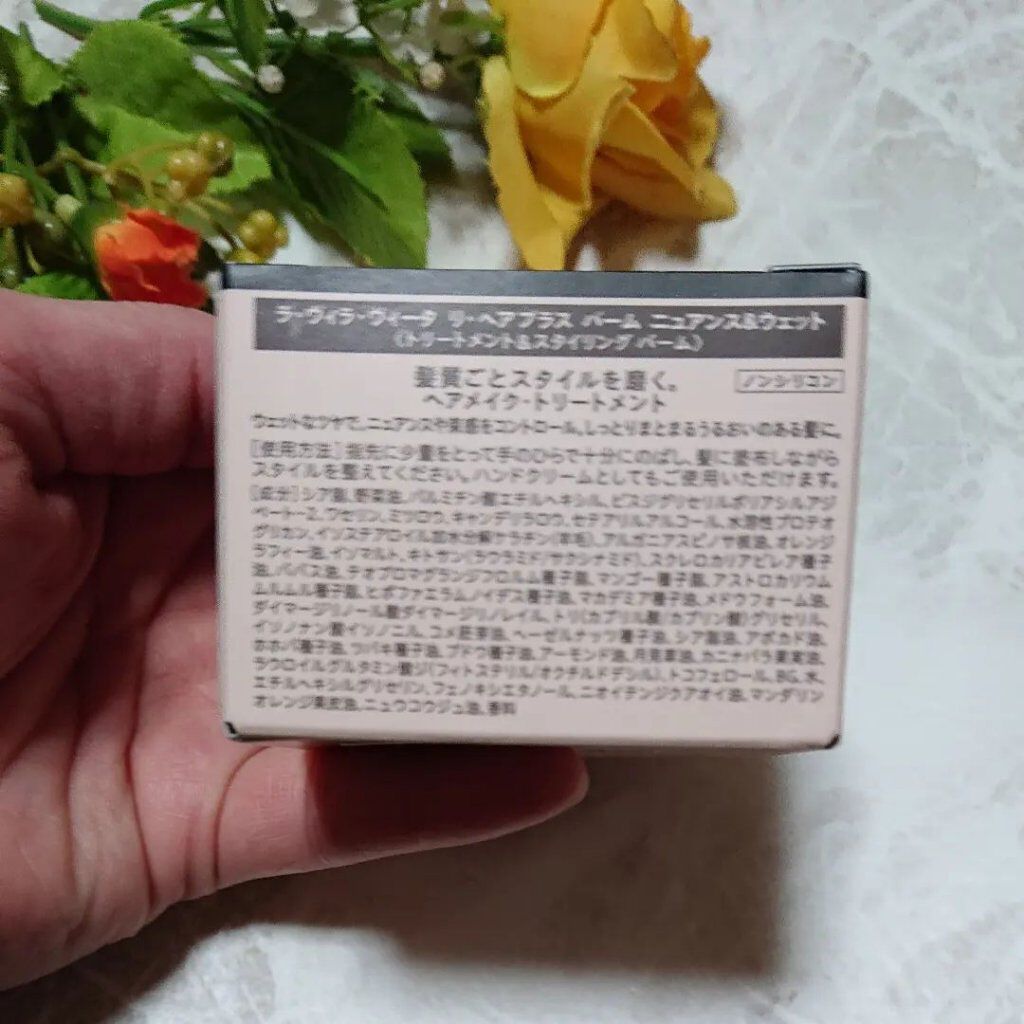 ラ・ヴィラ・ヴィータ リ・ヘアプラス バーム ニュアンス&ウェット
(トリートメント&スタイリング バーム)
髪質ごとスタイルを磨く。
ノンシリコン
ヘアメイク・トリートメント
ウェットなツヤで、ニュアンスや質感をコントロール。しっとりまとまるうるおいのある髪に。
[使用方法]指先に少量をとって手のひらで十分にのばし、髪に塗布しながら
スタイルを整えてください。ハンドクリームとしてもご使用いただけます。
[成分]シア脂、野菜油、パルミチン酸エチルヘキシル、ビスジグリセリルポリアシルアジ
ペート-2、ワセリン、ミツロウ、キャンデリラロウ、セテアリルアルコール、水溶性プロテオ
グリカン、イソステアロイル加水分解ケラチン(羊毛)、アルガニアスピノサ核油、オレンジ
ラフィー油、イソマルト、キトサン(ラウラミド/サクシナミド)、スクレロカリアビレア種子
油、ババス油、テオブロマグランジフロルム種子脂、マンゴー種子脂、アストロカリウム
ムルムル種子脂、ヒポファエラムノイデス種子油、マカデミア種子油、メドウフォーム油、
ダイマージリノール酸ダイマージリノレイル、トリ(カプリル酸/カプリン酸)グリセリル、
イソノナン酸イソノニル、コメ胚芽油、ヘーゼルナッツ種子油、シア脂油、アボカド油、
ホホバ種子油、ツバキ種子油、ブドウ種子油、アーモンド油、月見草油、カニナバラ果実油、
ラウロイルグルタミン酸ジ(フィトステリル/オクチルドデシル)、トコフェロール、BG、水、
エチルヘキシルグリセリン、フェノキシエタノール、ニオイテンジクアオイ油、マンダリン
オレンジ果皮油、ニュウコウジュ油、香料